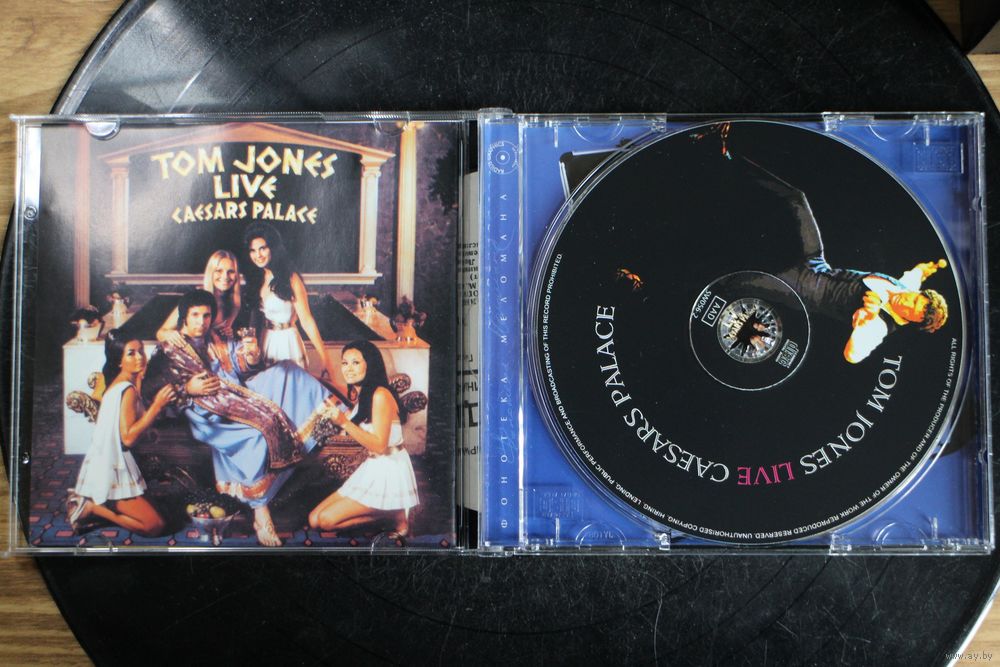 TOM JONES
LIVE
CAESARS PALACE
ФОНОТЕКА МЕЛОМАНА
TOM JONES LIVE CAESARS PALACE
AAD
SW056
ALL RIGHTS OF THE PRODUCER AND OF THE OWNER OF THE WORK REPRODUCED RESERVED. UNAUTHORISED COPYING, HIRING, LENDING, PUBLIC PERFORMANCE AND BROADCASTING OF THIS RECORD PROHIBITED.
www.ay.by